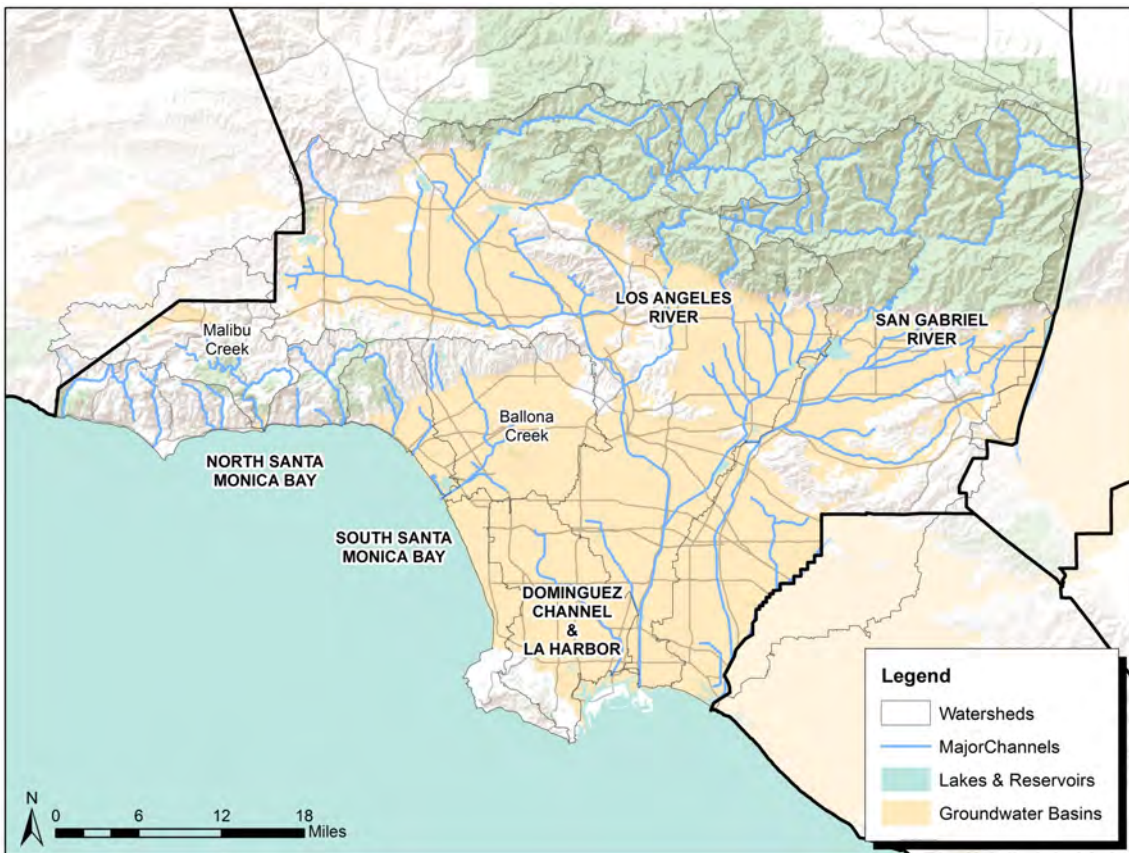 LOS ANGELES
RIVER
SAN GABRIEL
RIVER
Malibu
Creek
Ballona
Creek
NORTH SANTA
MONICA BAY
SOUTH SANTA
MONICA BAY
DOMINGUEZ
CHANNEL
&
LA HARBOR
Legend
Watersheds
MajorChannels
Lakes & Reservoirs
Groundwater Basins
N
0 6 12 18
Miles